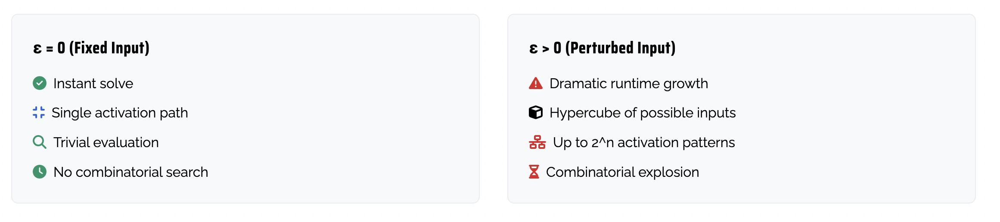 ε = 0 (Fixed Input)
Instant solve
Single activation path
Trivial evaluation
No combinatorial search
ε > 0 (Perturbed Input)
Dramatic runtime growth
Hypercube of possible inputs
Up to 2^n activation patterns
Combinatorial explosion